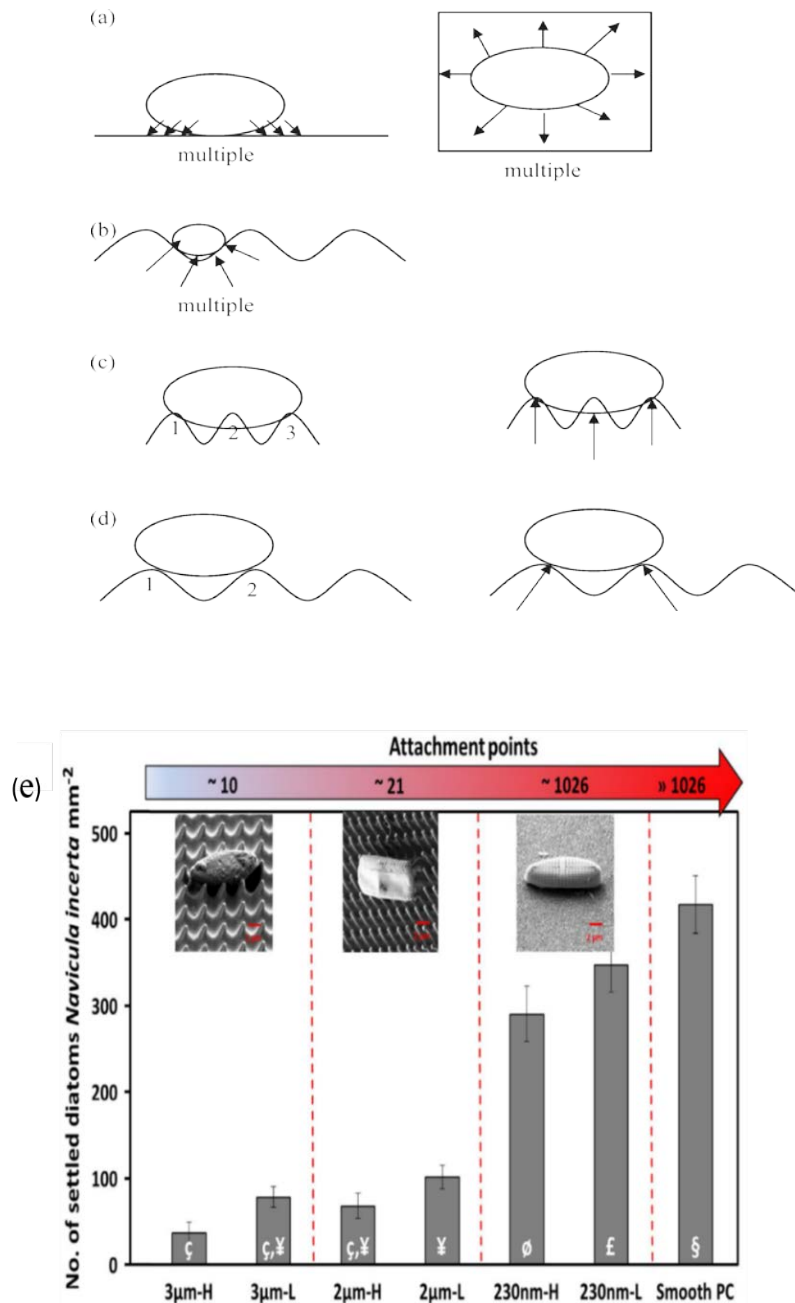 (a)
multiple
multiple
(b)
multiple
(c)
1 2 3
(d)
1 2
(e)
Attachment points
~ 10 ~ 21 ~ 1026 » 1026
No. of settled diatoms Navicula incerta mm⁻²
500
400
300
200
100
0
ç ç,¥ ç,¥ ¥ ø £ §
3µm-H 3µm-L 2µm-H 2µm-L 230nm-H 230nm-L Smooth PC